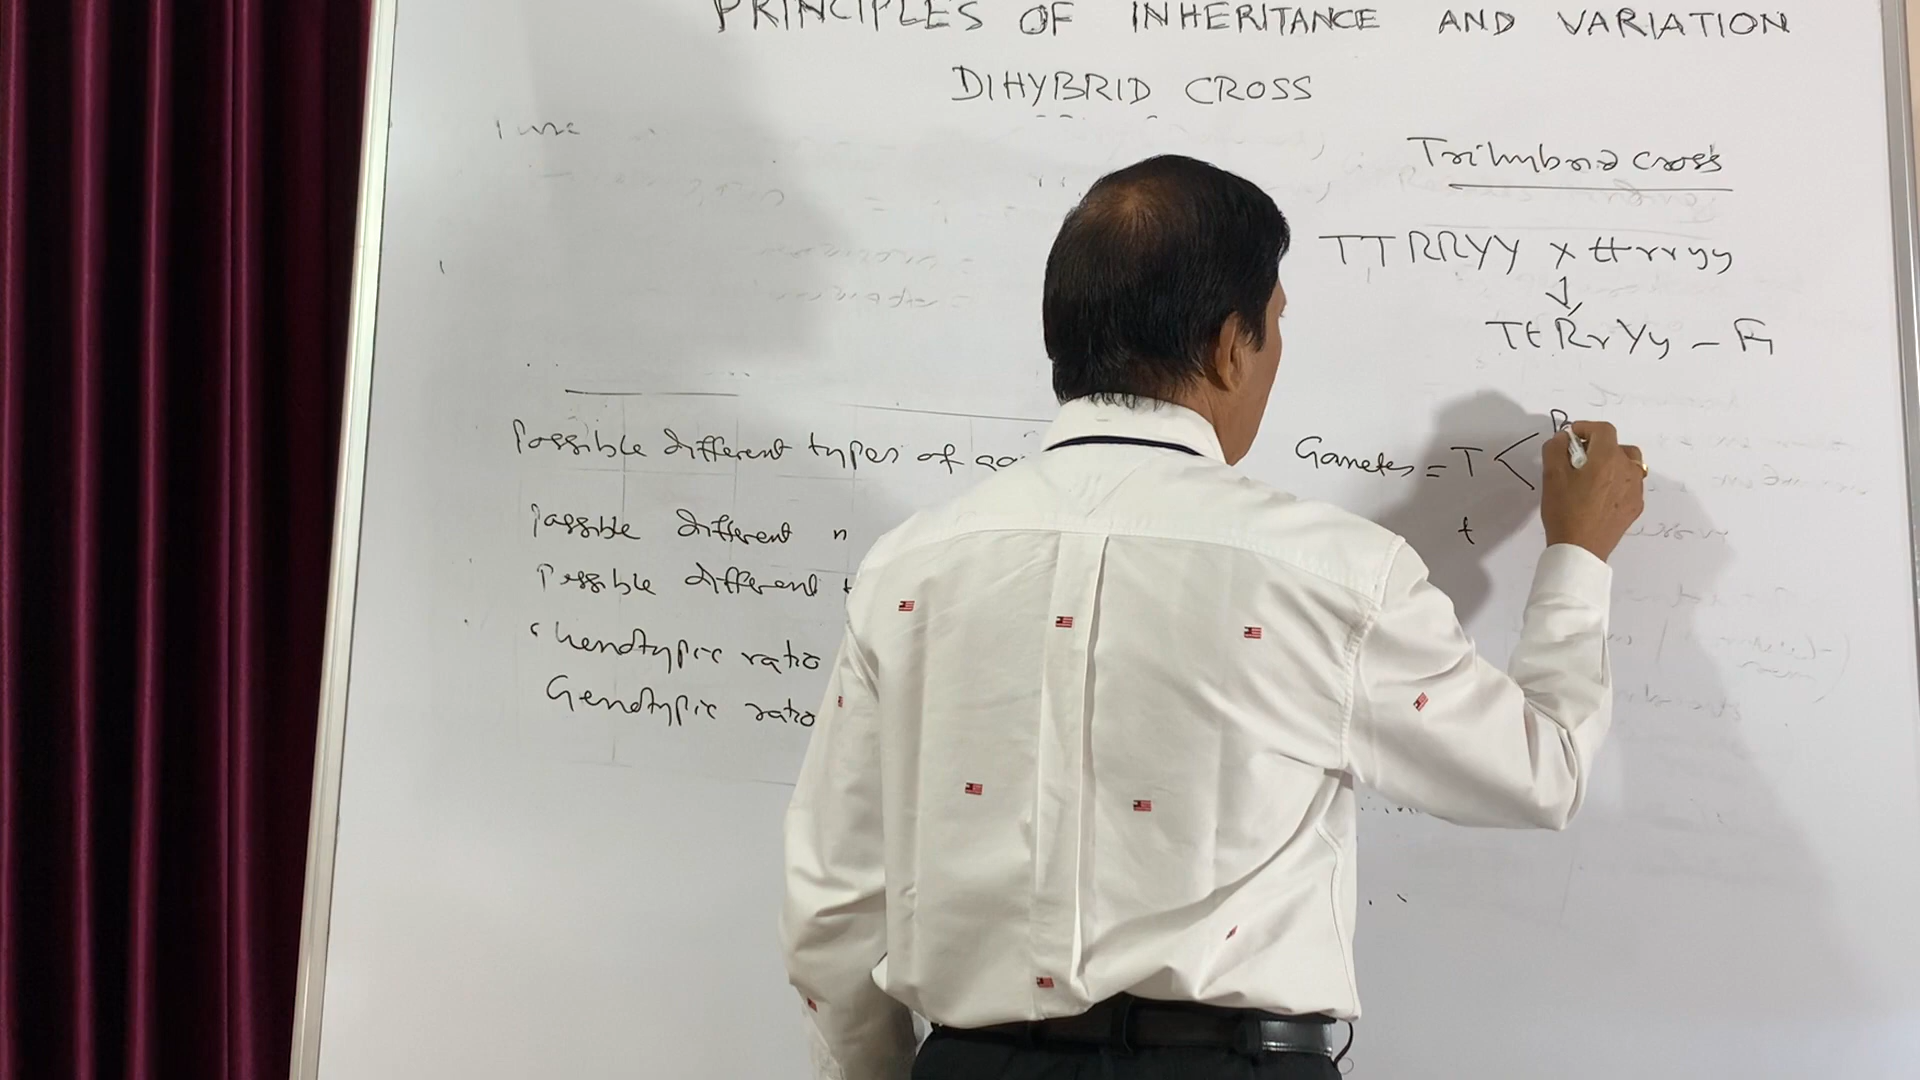 PRINCIPLES OF INHERITANCE AND VARIATION
DIHYBRID CROSS
Trihybrid cross
TTRRYY x ttrryy
TtRrYy - F1
Gametes = T < R
t
Possible different types of ga
Possible different n
Possible different t
Phenotypic ratio
Genotypic ratio